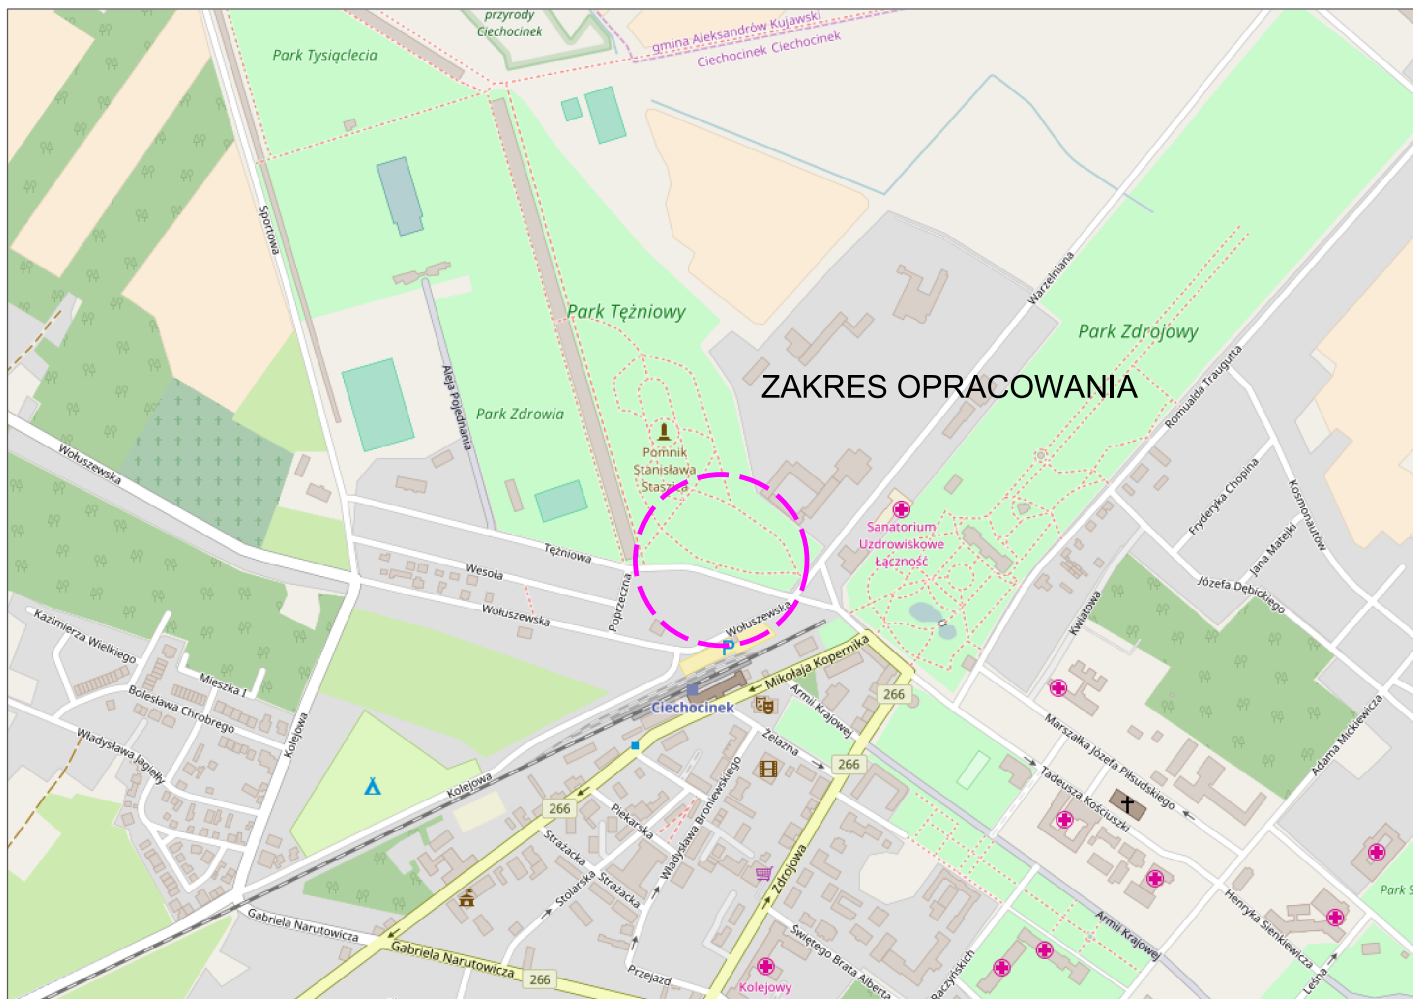 przyrody
Ciechocinek
gmina Aleksandrów Kujawski
Ciechocinek Ciechocinek
Park Tysiąclecia
Sportowa
Park Tężniowy
Warzelniana
Park Zdrojowy
ZAKRES OPRACOWANIA
Romualda Traugutta
Aleja Pojednania
Park Zdrowia
Pomnik
Stanisława
Staszica
Wołuszewska
Fryderyka Chopina
Kosmonautów
Jana Matejki
Józefa Dębickiego
Sanatorium
Uzdrowiskowe
Łączność
Tężniowa
Wesoła
Wołuszewska
Poprzeczna
Wołuszewska
Kwiatowa
Kazimierza Wielkiego
Mieszka I
Bolesława Chrobrego
Władysława Jagiełły
Kolejowa
P
Mikołaja Kopernika
Ciechocinek
Armii Krajowej
266
Żelazna
266
Marszałka Józefa Piłsudskiego
Adama Mickiewicza
Tadeusza Kościuszki
Kolejowa
266
Piekarska
Władysława Broniewskiego
Strażacka
Stolarska
Strażacka
Zdrojowa
Gabriela Narutowicza
Gabriela Narutowicza
266
Przejazd
Kolejowy
Świętego Brata Alberta
Raczyńskich
Armii Krajowej
Henryka Sienkiewicza
Leśna
Park S